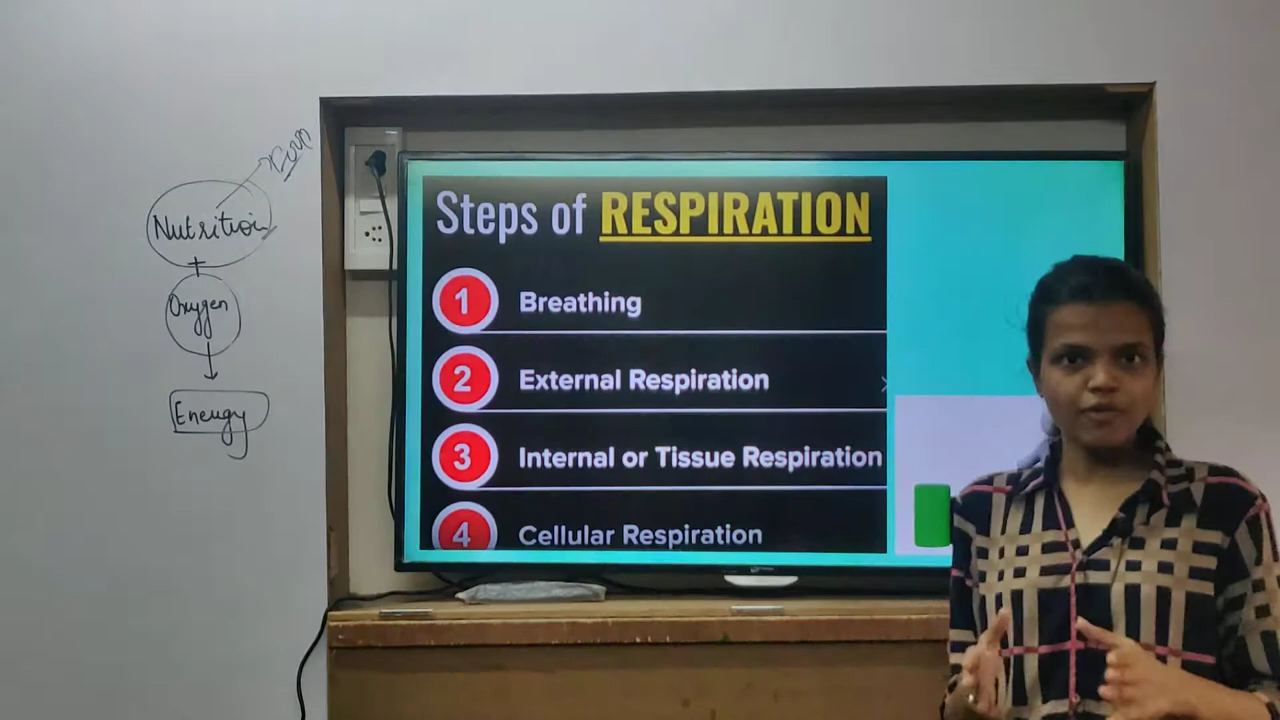 Nutrition
+
Oxygen
Energy
Steps of RESPIRATION
1 Breathing
2 External Respiration
3 Internal or Tissue Respiration
4 Cellular Respiration